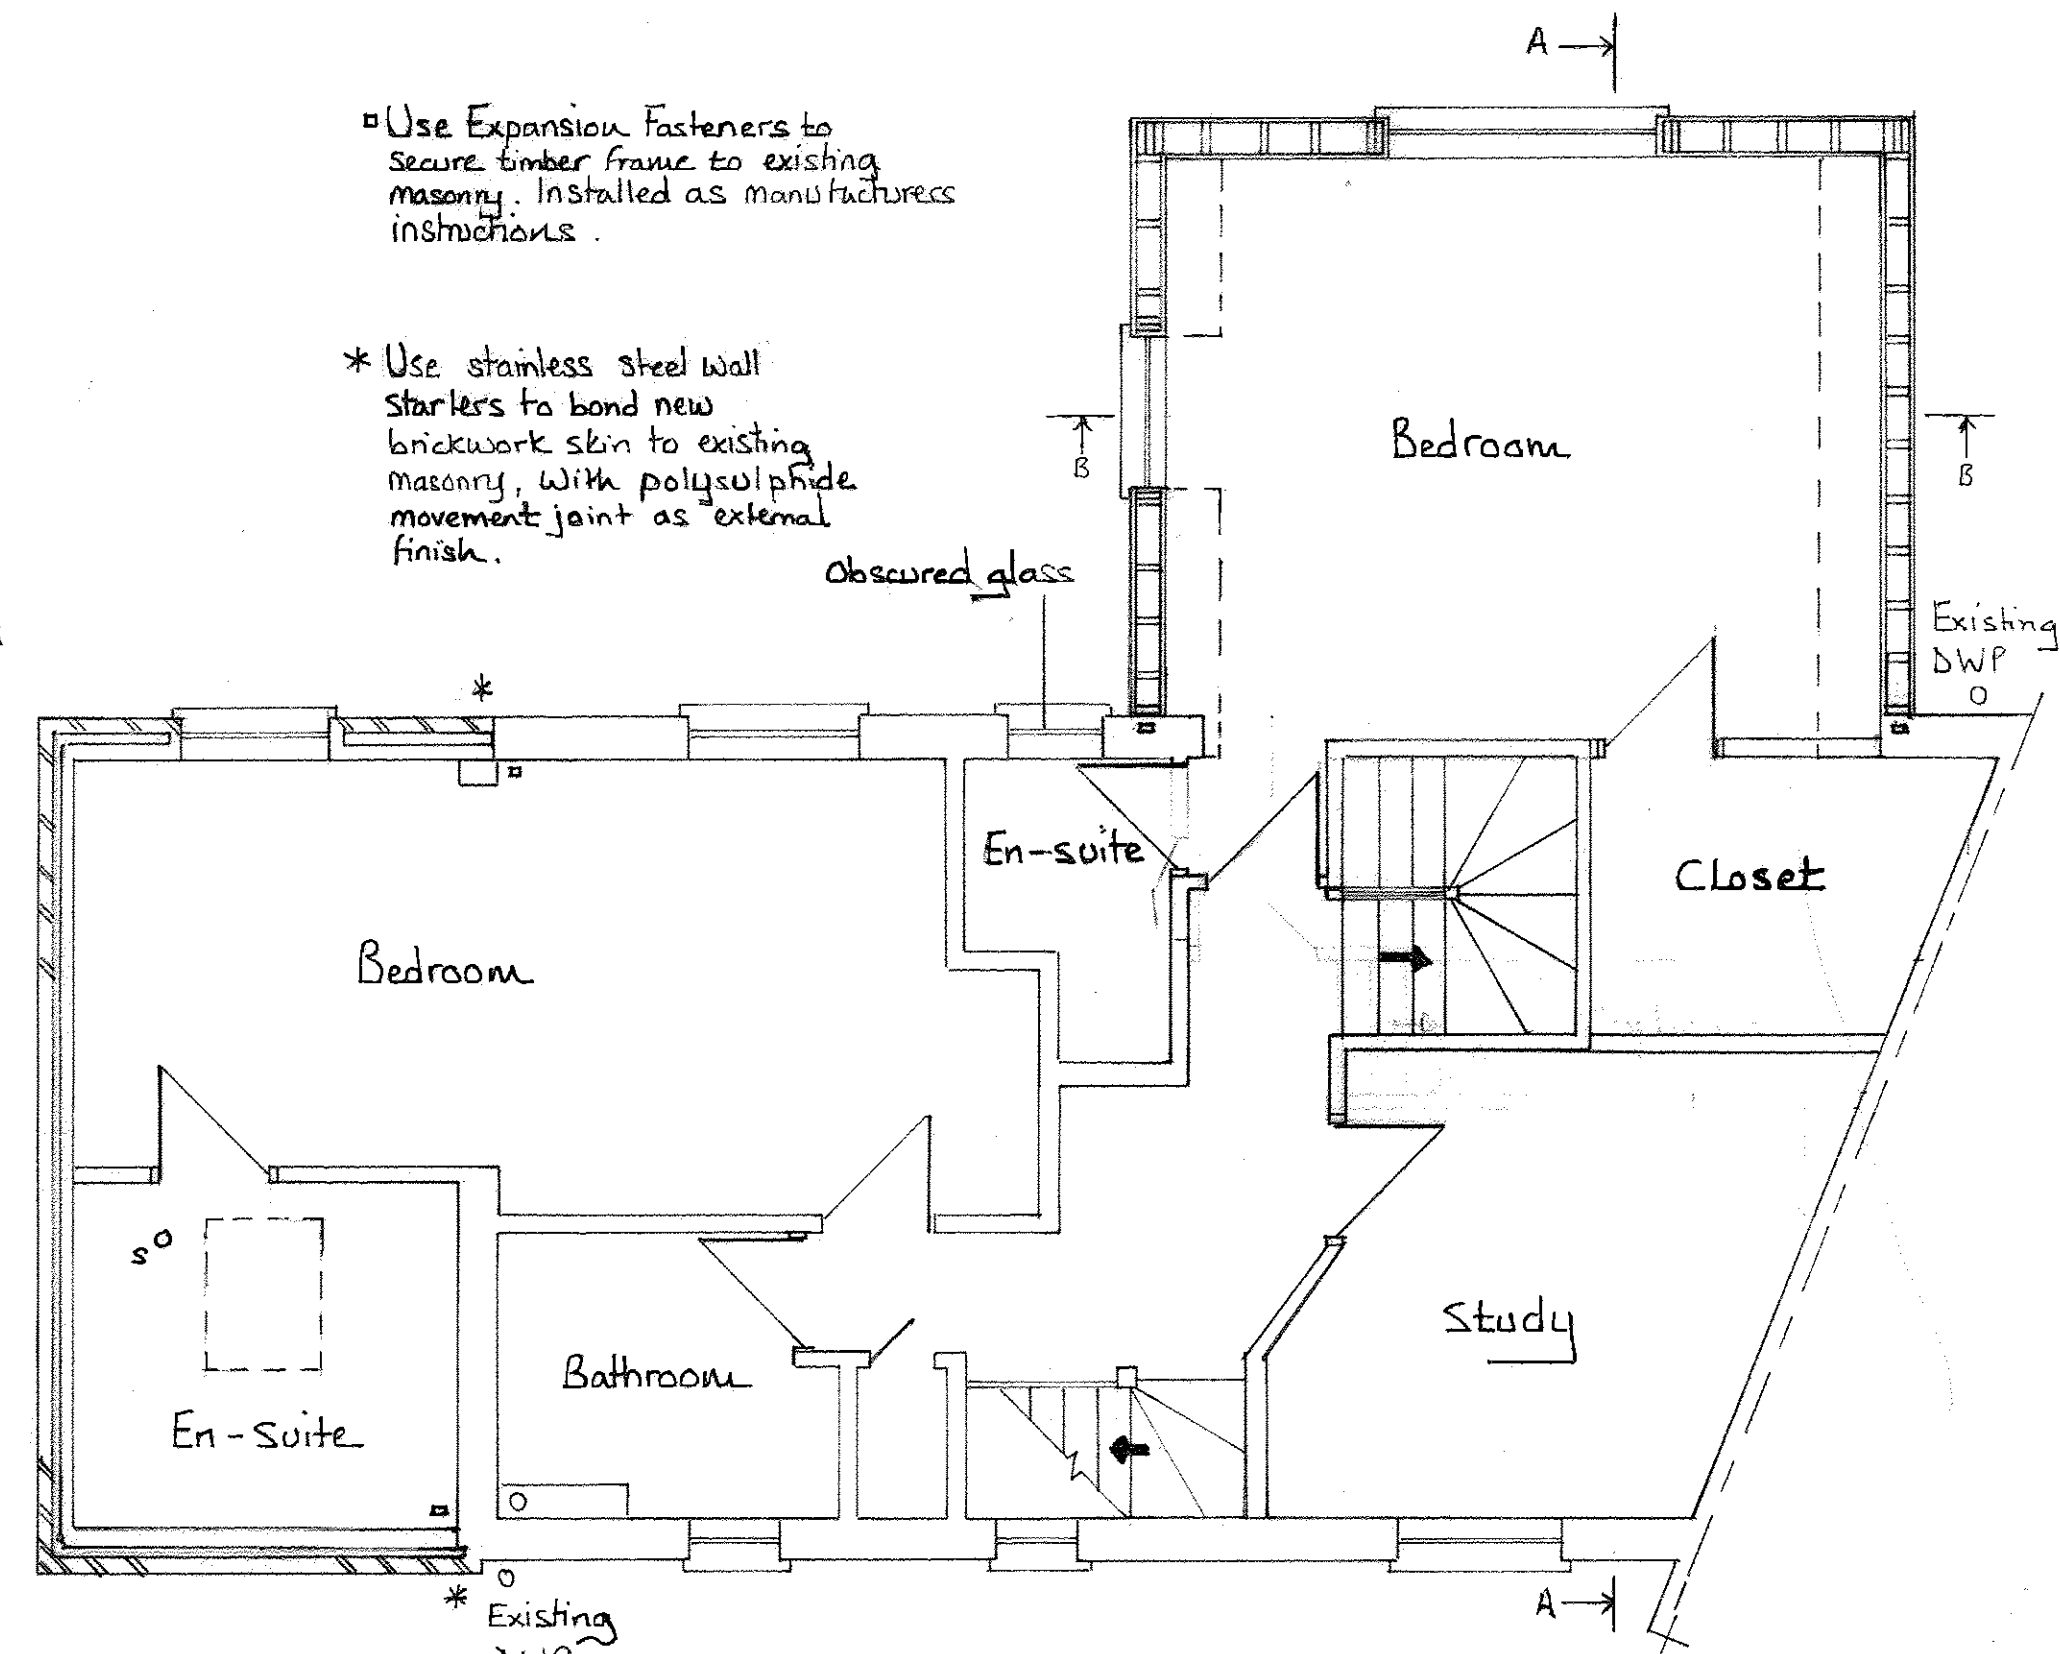 A
Use Expansion Fasteners to
secure timber frame to existing
masonry. Installed as manufacturers
instructions.
* Use stainless steel wall
starters to bond new
brickwork skin to existing
masonry, with polysulphide
movement joint as external
finish.
Obscured glass
Bedroom
B
B
Existing
DWP
*
En-suite
Closet
Bedroom
S
Study
Bathroom
En-suite
*
Existing
A